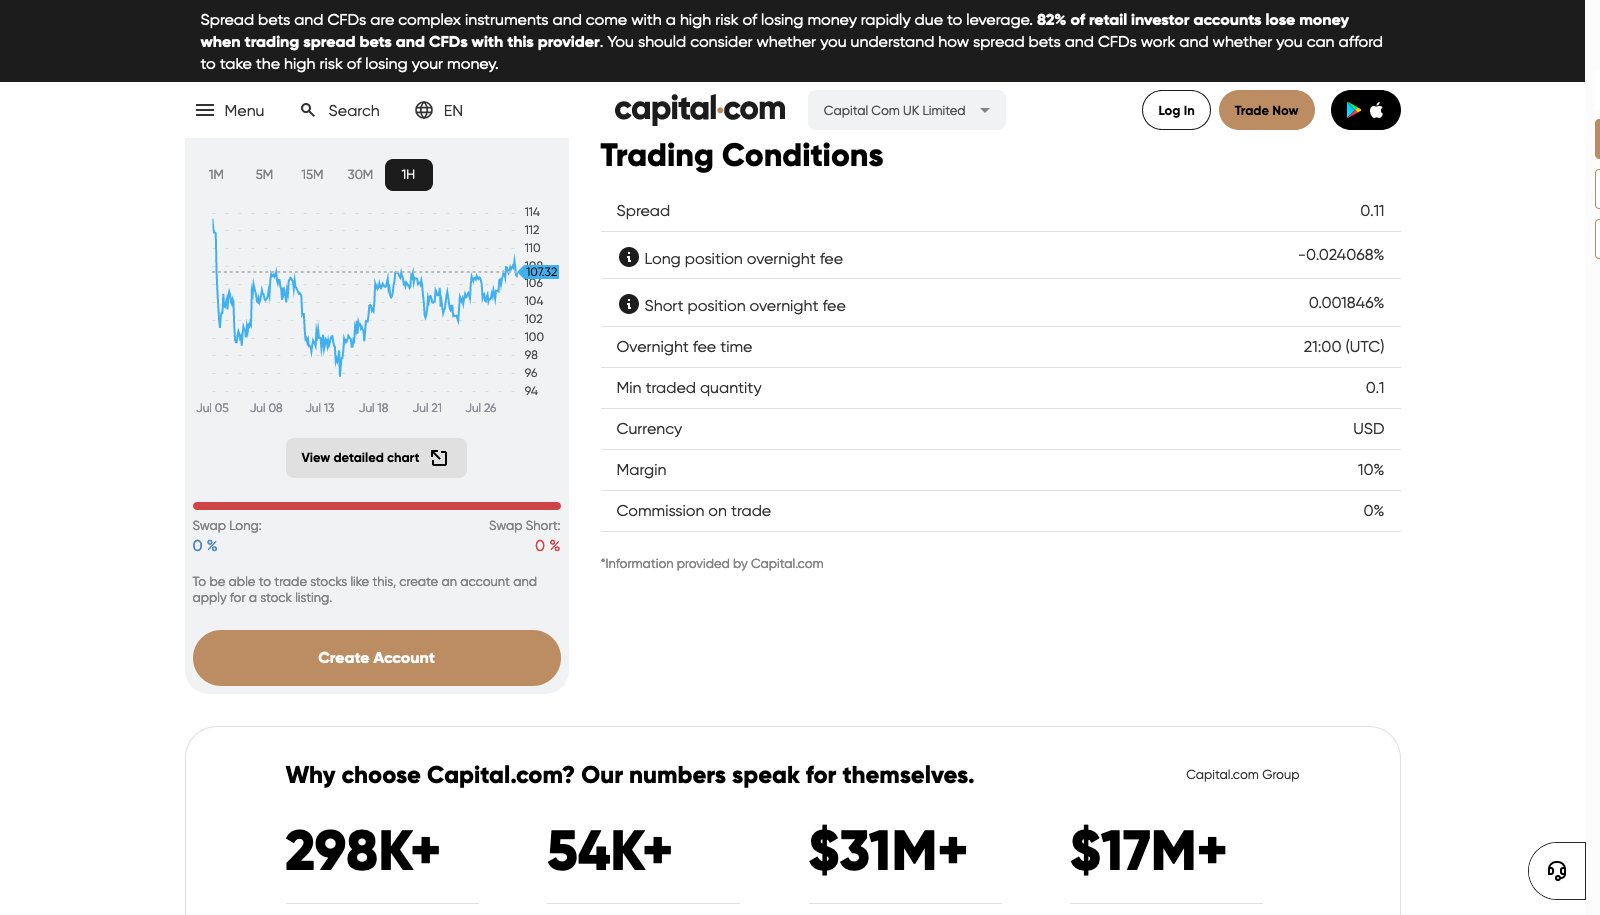 Spread bets and CFDs are complex instruments and come with a high risk of losing money rapidly due to leverage. 82% of retail investor accounts lose money
when trading spread bets and CFDs with this provider. You should consider whether you understand how spread bets and CFDs work and whether you can afford
to take the high risk of losing your money.
Menu
Search
EN
capital.com
Capital Com UK Limited
Log In
Trade Now
1M 5M 15M 30M 1H
114
112
110
108
107.32
106
104
102
100
98
96
94
Jul 05 Jul 08 Jul 13 Jul 18 Jul 21 Jul 26
View detailed chart
Swap Long: Swap Short:
0 % 0 %
To be able to trade stocks like this, create an account and
apply for a stock listing.
Create Account
Trading Conditions
Spread 0.11
Long position overnight fee -0.024068%
Short position overnight fee 0.001846%
Overnight fee time 21:00 (UTC)
Min traded quantity 0.1
Currency USD
Margin 10%
Commission on trade 0%
*Information provided by Capital.com
Why choose Capital.com? Our numbers speak for themselves.
Capital.com Group
298K+ 54K+ $31M+ $17M+